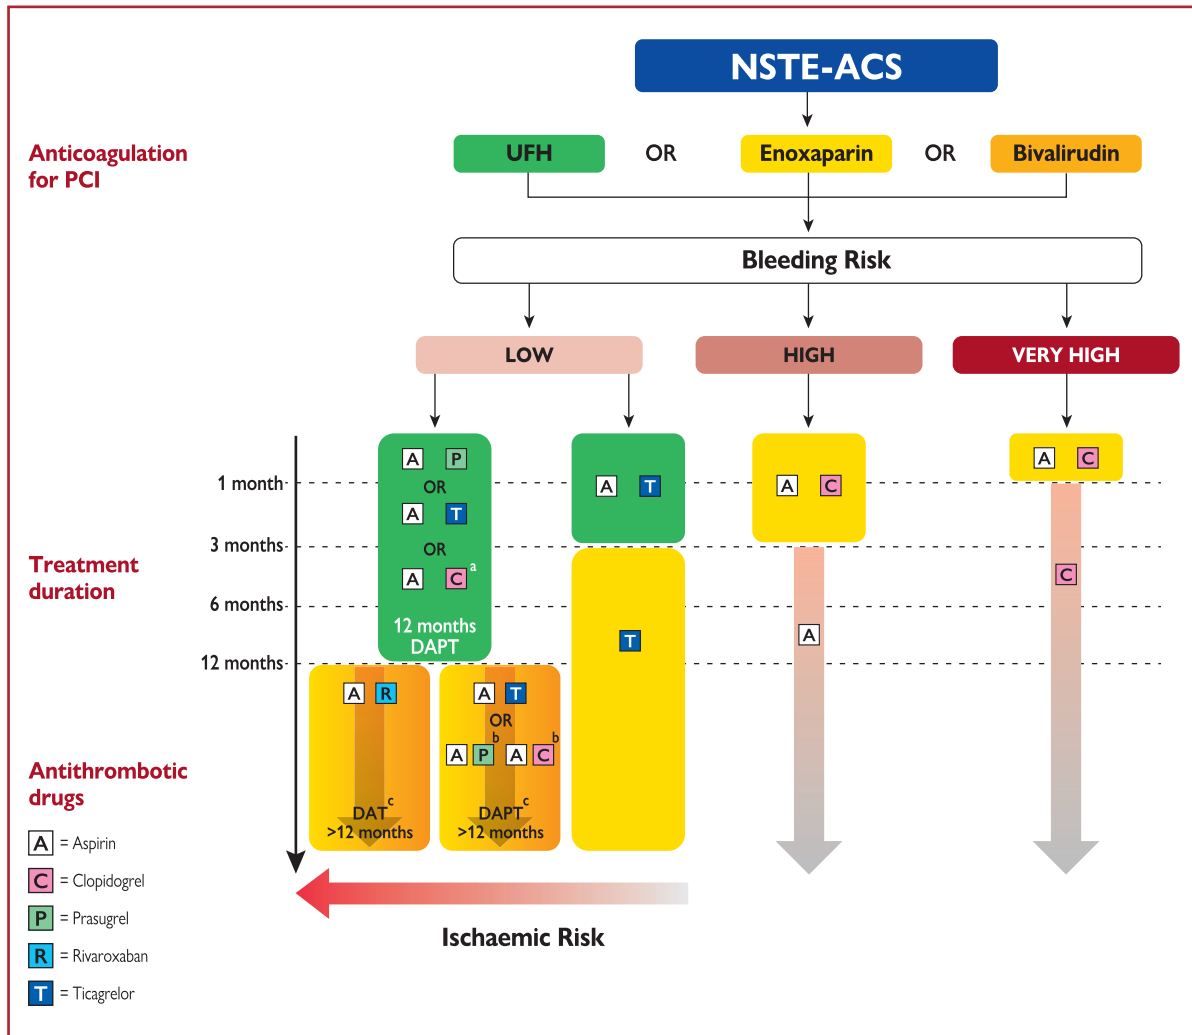 NSTE-ACS
Anticoagulation
for PCI
UFH OR Enoxaparin OR Bivalirudin
Bleeding Risk
LOW HIGH VERY HIGH
Treatment
duration
1 month
3 months
6 months
12 months
A P
OR
A T
OR
A C a
12 months
DAPT
A R
DAT c
>12 months
A T
OR
A P b A C b
DAPT c
>12 months
A T
T
A C
A
A C
C
Ischaemic Risk
Antithrombotic
drugs
A = Aspirin
C = Clopidogrel
P = Prasugrel
R = Rivaroxaban
T = Ticagrelor